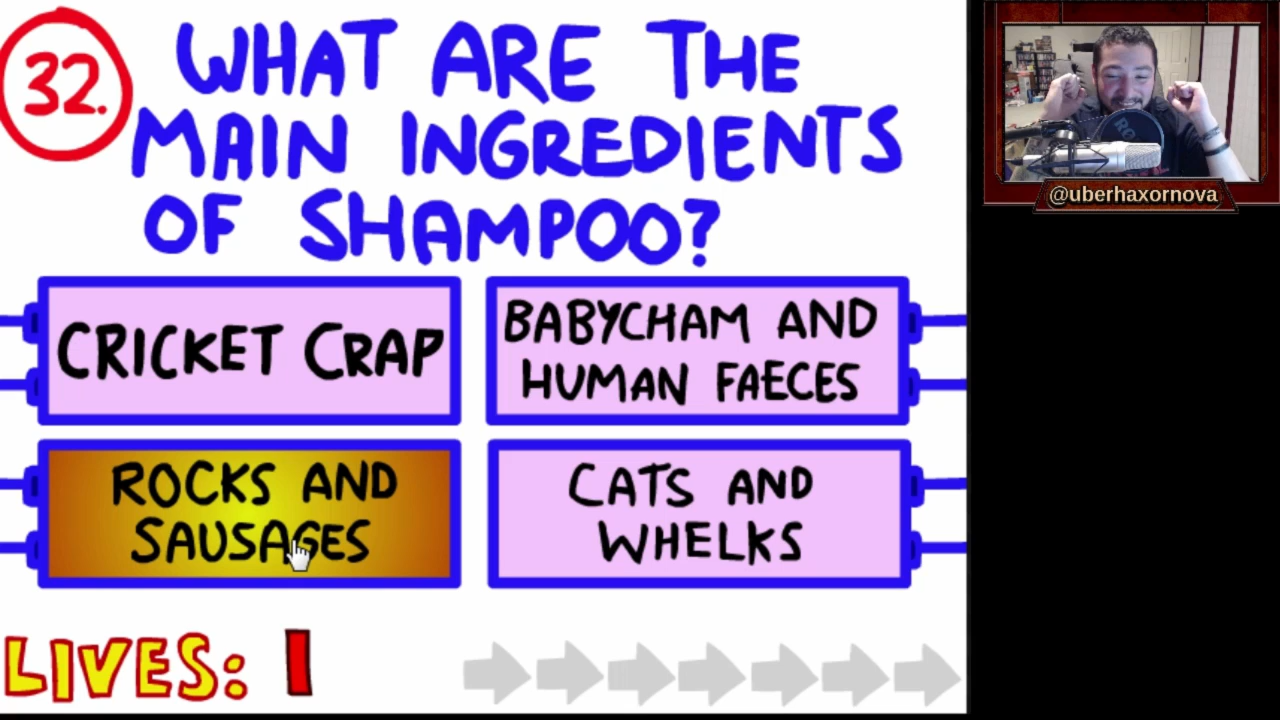 32.
WHAT ARE THE
MAIN INGREDIENTS
OF SHAMPOO?
CRICKET CRAP
BABYCHAM AND
HUMAN FAECES
ROCKS AND
SAUSAGES
CATS AND
WHELKS
LIVES: 1
@uberhaxornova